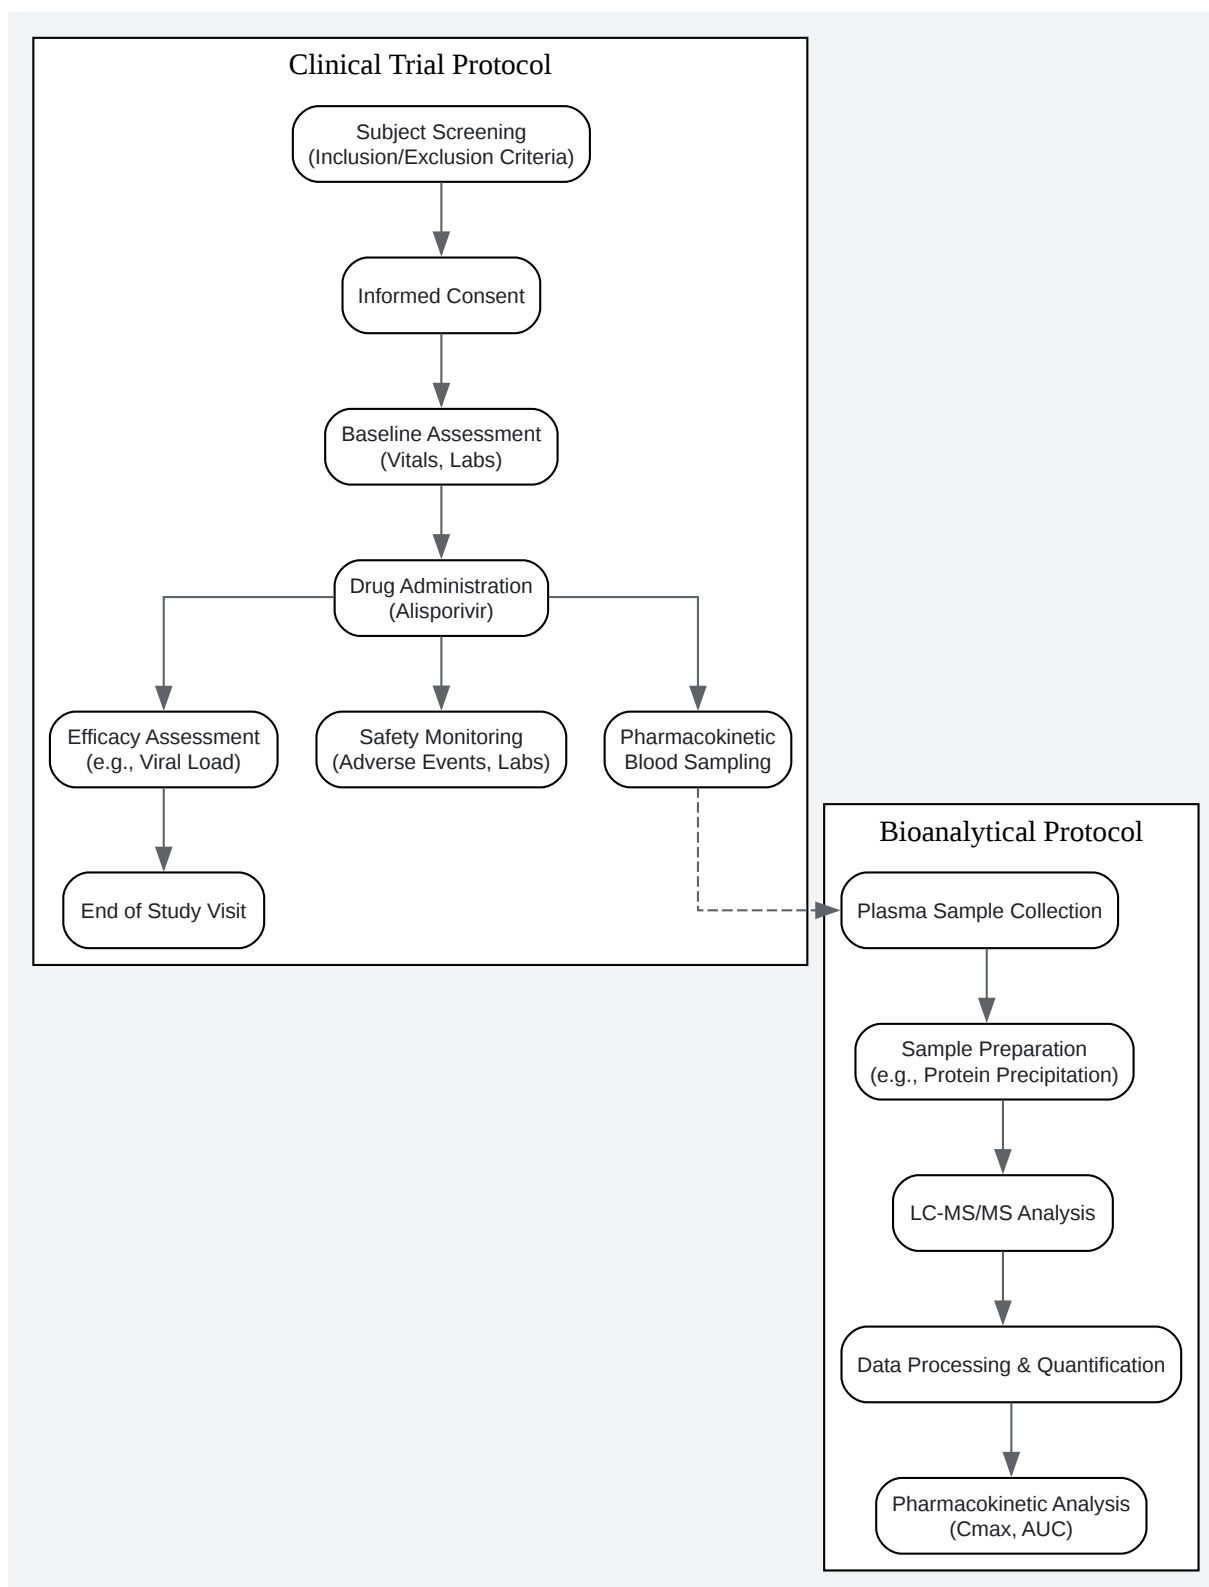 Clinical Trial Protocol
Subject Screening
(Inclusion/Exclusion Criteria)
Informed Consent
Baseline Assessment
(Vitals, Labs)
Drug Administration
(Alisporivir)
Efficacy Assessment
(e.g., Viral Load)
Safety Monitoring
(Adverse Events, Labs)
Pharmacokinetic
Blood Sampling
End of Study Visit
Bioanalytical Protocol
Plasma Sample Collection
Sample Preparation
(e.g., Protein Precipitation)
LC-MS/MS Analysis
Data Processing & Quantification
Pharmacokinetic Analysis
(Cmax, AUC)